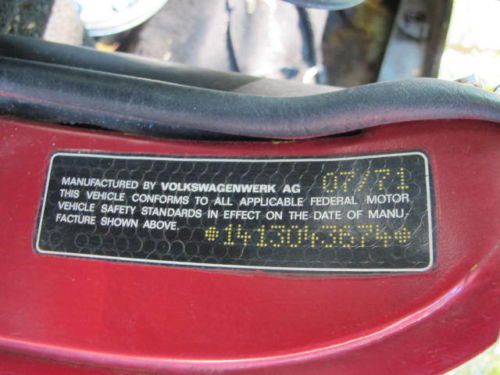 MANUFACTURED BY VOLKSWAGENWERK AG 07/71
THIS VEHICLE CONFORMS TO ALL APPLICABLE FEDERAL MOTOR
VEHICLE SAFETY STANDARDS IN EFFECT ON THE DATE OF MANU-
FACTURE SHOWN ABOVE. *1413043674*